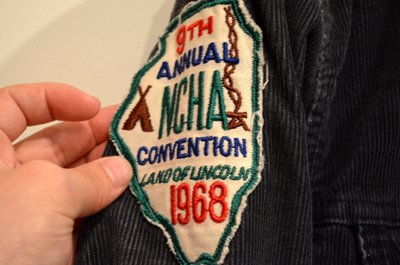 9TH
ANNUAL
NCHA
CONVENTION
LAND OF LINCOLN
1968